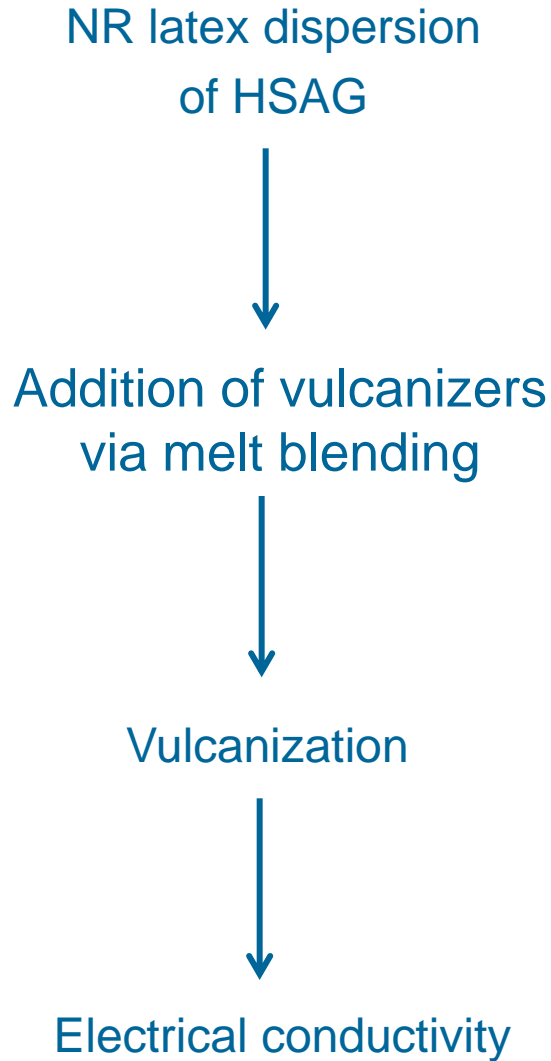 NR latex dispersion
of HSAG
Addition of vulcanizers
via melt blending
Vulcanization
Electrical conductivity